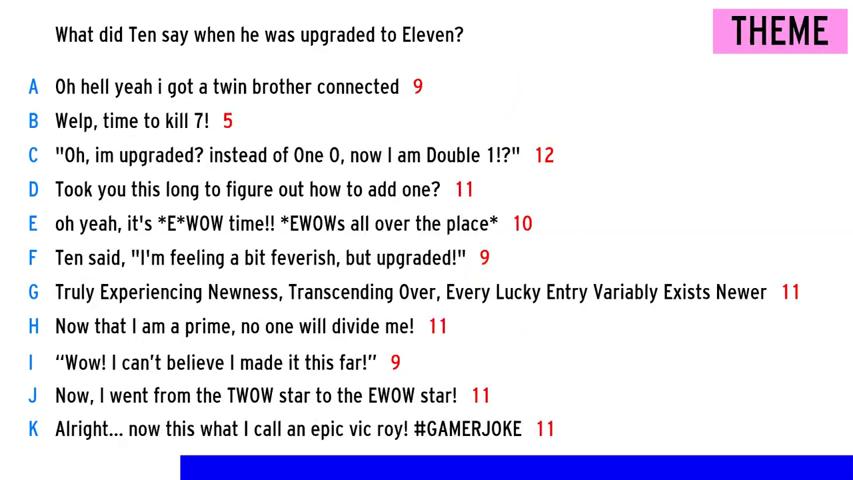 What did Ten say when he was upgraded to Eleven?
THEME
A Oh hell yeah i got a twin brother connected 9
B Welp, time to kill 7! 5
C "Oh, im upgraded? instead of One 0, now I am Double 1!?" 12
D Took you this long to figure out how to add one? 11
E oh yeah, it's *E*WOW time!! *EWOWs all over the place* 10
F Ten said, "I'm feeling a bit feverish, but upgraded!" 9
G Truly Experiencing Newness, Transcending Over, Every Lucky Entry Variably Exists Newer 11
H Now that I am a prime, no one will divide me! 11
I “Wow! I can’t believe I made it this far!” 9
J Now, I went from the TWOW star to the EWOW star! 11
K Alright... now this what I call an epic vic roy! #GAMERJOKE 11